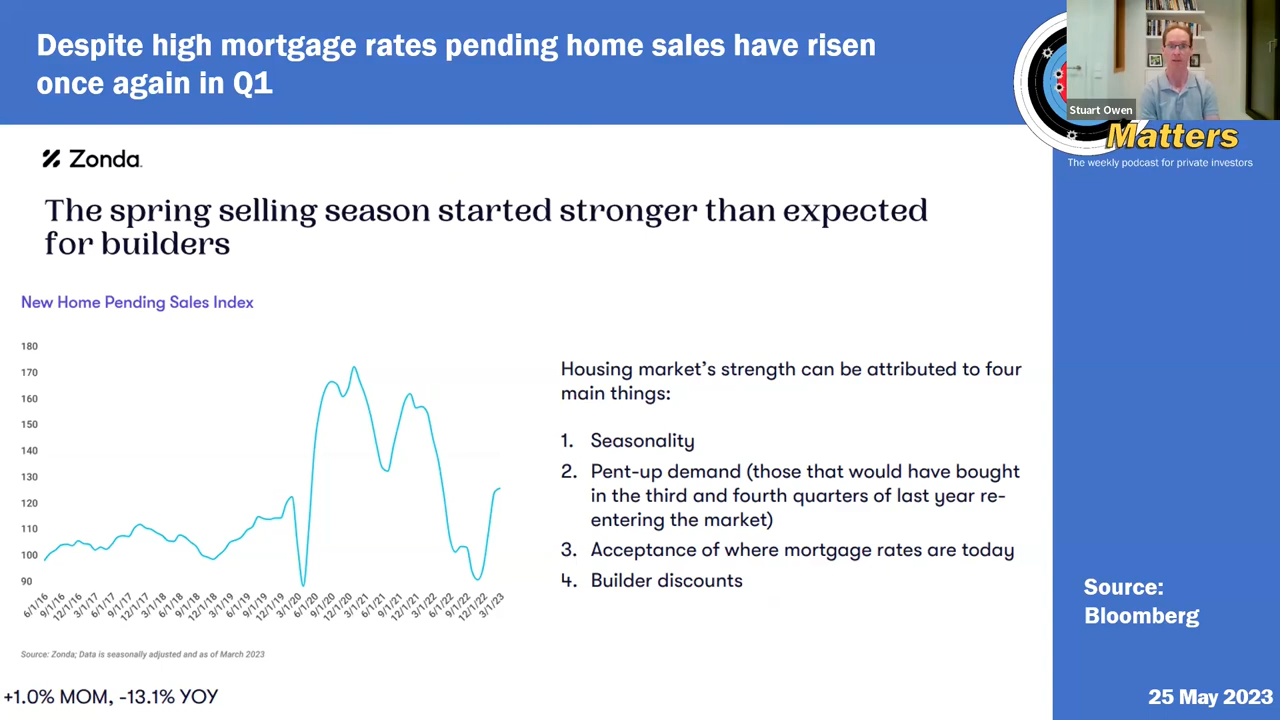 Despite high mortgage rates pending home sales have risen
once again in Q1
Stuart Owen
Matters
The weekly podcast for private investors
Zonda.
The spring selling season started stronger than expected
for builders
New Home Pending Sales Index
180
170
160
150
140
130
120
110
100
90
6/1/16
9/1/16
12/1/16
3/1/17
6/1/17
9/1/17
12/1/17
3/1/18
6/1/18
9/1/18
12/1/18
3/1/19
6/1/19
9/1/19
12/1/19
3/1/20
6/1/20
9/1/20
12/1/20
3/1/21
6/1/21
9/1/21
12/1/21
3/1/22
6/1/22
9/1/22
12/1/22
3/1/23
Source: Zonda; Data is seasonally adjusted and as of March 2023
Housing market's strength can be attributed to four
main things:
1. Seasonality
2. Pent-up demand (those that would have bought
in the third and fourth quarters of last year re-
entering the market)
3. Acceptance of where mortgage rates are today
4. Builder discounts
Source:
Bloomberg
+1.0% MOM, -13.1% YOY
25 May 2023